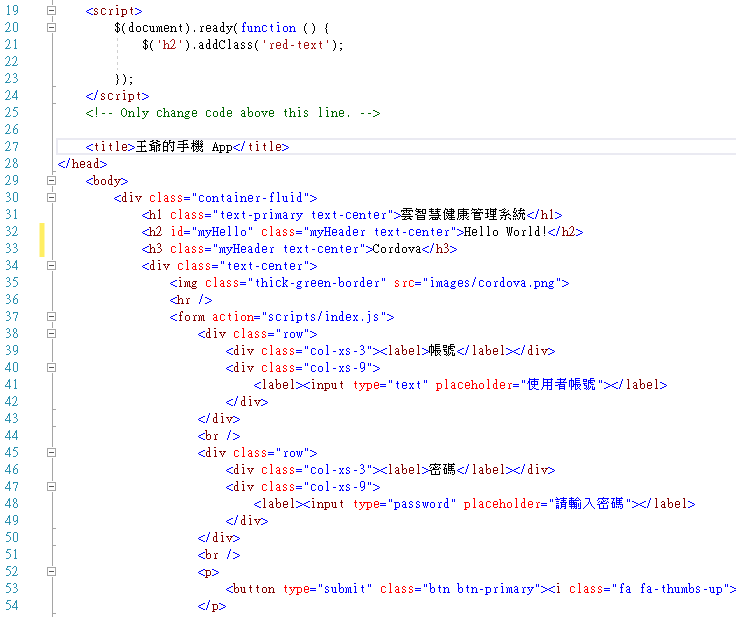 19 <script>
20 $(document).ready(function () {
21 $('h2').addClass('red-text');
22
23 });
24 </script>
25 <!-- Only change code above this line. -->
26
27 <title>王爺的手機 App</title>
28 </head>
29 <body>
30 <div class="container-fluid">
31 <h1 class="text-primary text-center">雲智慧健康管理系統</h1>
32 <h2 id="myHello" class="myHeader text-center">Hello World!</h2>
33 <h3 class="myHeader text-center">Cordova</h3>
34 <div class="text-center">
35 <img class="thick-green-border" src="images/cordova.png">
36 <hr />
37 <form action="scripts/index.js">
38 <div class="row">
39 <div class="col-xs-3"><label>帳號</label></div>
40 <div class="col-xs-9">
41 <label><input type="text" placeholder="使用者帳號"></label>
42 </div>
43 </div>
44 <br />
45 <div class="row">
46 <div class="col-xs-3"><label>密碼</label></div>
47 <div class="col-xs-9">
48 <label><input type="password" placeholder="請輸入密碼"></label>
49 </div>
50 </div>
51 <br />
52 <p>
53 <button type="submit" class="btn btn-primary"><i class="fa fa-thumbs-up">
54 </p>